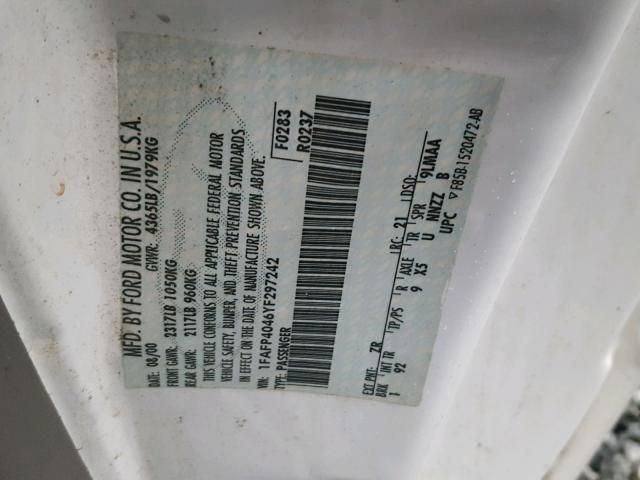 MFD. BY FORD MOTOR CO. IN U.S.A.
DATE: 08/00 GVWR: 4365LB/1979KG
FRONT GAWR: 2317LB 1050KG
REAR GAWR: 2117LB 960KG
THIS VEHICLE CONFORMS TO ALL APPLICABLE FEDERAL MOTOR
VEHICLE SAFETY, BUMPER, AND THEFT PREVENTION STANDARDS
IN EFFECT ON THE DATE OF MANUFACTURE SHOWN ABOVE.
VIN: 1FAFP4046YF297242 F0283
TYPE: PASSENGER R0237
EXT PNT: ZR RC: 21 DSO:
BRK INT TR TP/PS R AXLE TR SPR
1 92 9 X5 U NNZZ B 9LMAA
UPC F85B-1520472-AB